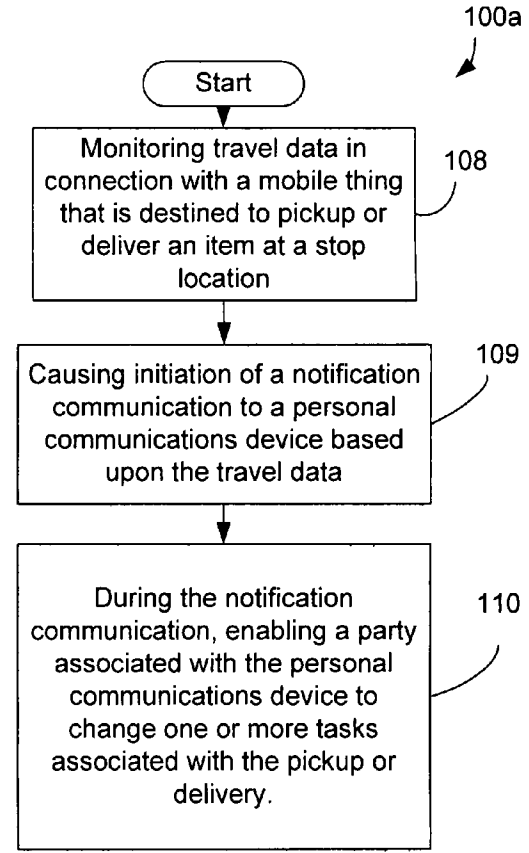 100a
Start
Monitoring travel data in
connection with a mobile thing
that is destined to pickup or
deliver an item at a stop
location
108
Causing initiation of a notification
communication to a personal
communications device based
upon the travel data
109
During the notification
communication, enabling a party
associated with the personal
communications device to
change one or more tasks
associated with the pickup or
delivery.
110